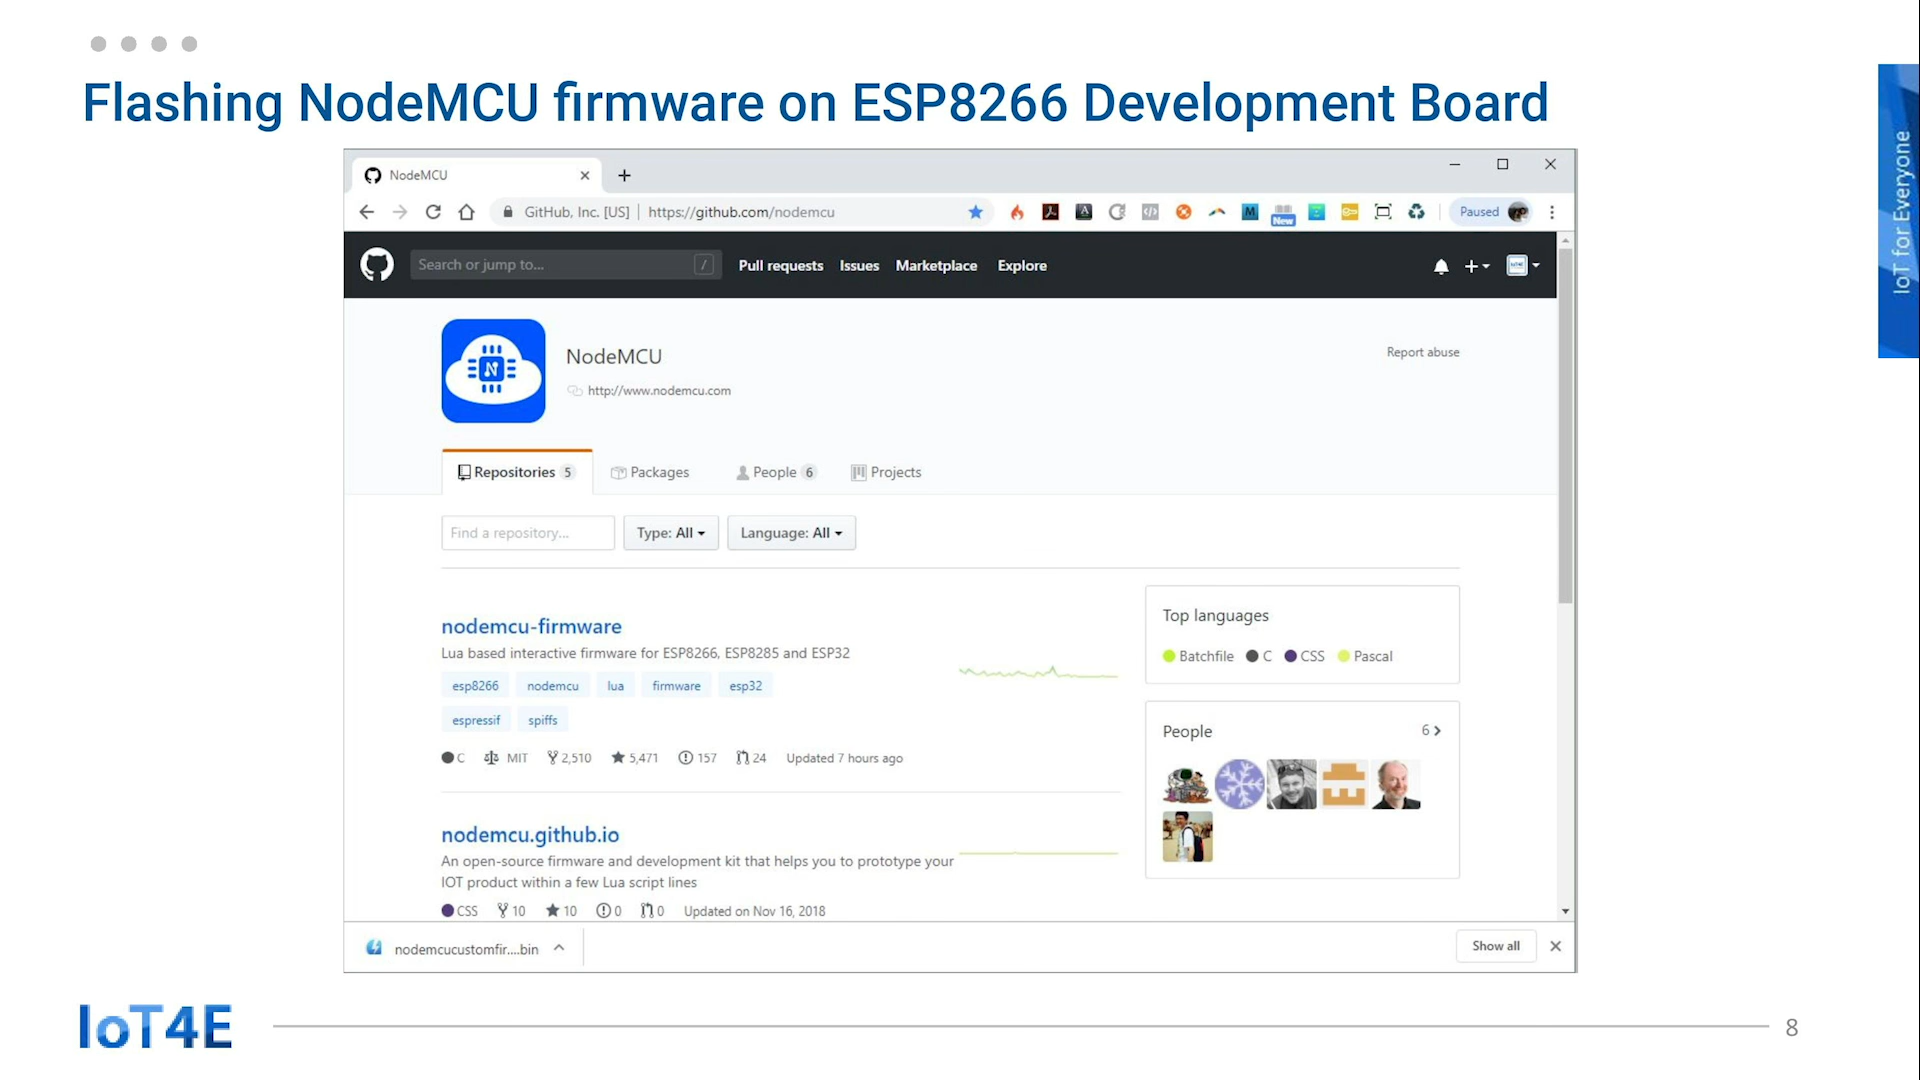 Flashing NodeMCU firmware on ESP8266 Development Board
IoT for Everyone
NodeMCU
GitHub, Inc. [US] | https://github.com/nodemcu
New
Paused
Search or jump to...
/
Pull requests Issues Marketplace Explore
NodeMCU
Report abuse
http://www.nodemcu.com
Repositories 5 Packages People 6 Projects
Find a repository...
Type: All
Language: All
nodemcu-firmware
Lua based interactive firmware for ESP8266, ESP8285 and ESP32
esp8266 nodemcu lua firmware esp32
espressif spiffs
C MIT 2,510 5,471 157 24 Updated 7 hours ago
Top languages
Batchfile C CSS Pascal
People 6
nodemcu.github.io
An open-source firmware and development kit that helps you to prototype your
IOT product within a few Lua script lines
CSS 10 10 0 0 Updated on Nov 16, 2018
nodemcucustomfir....bin
Show all
IoT4E
8